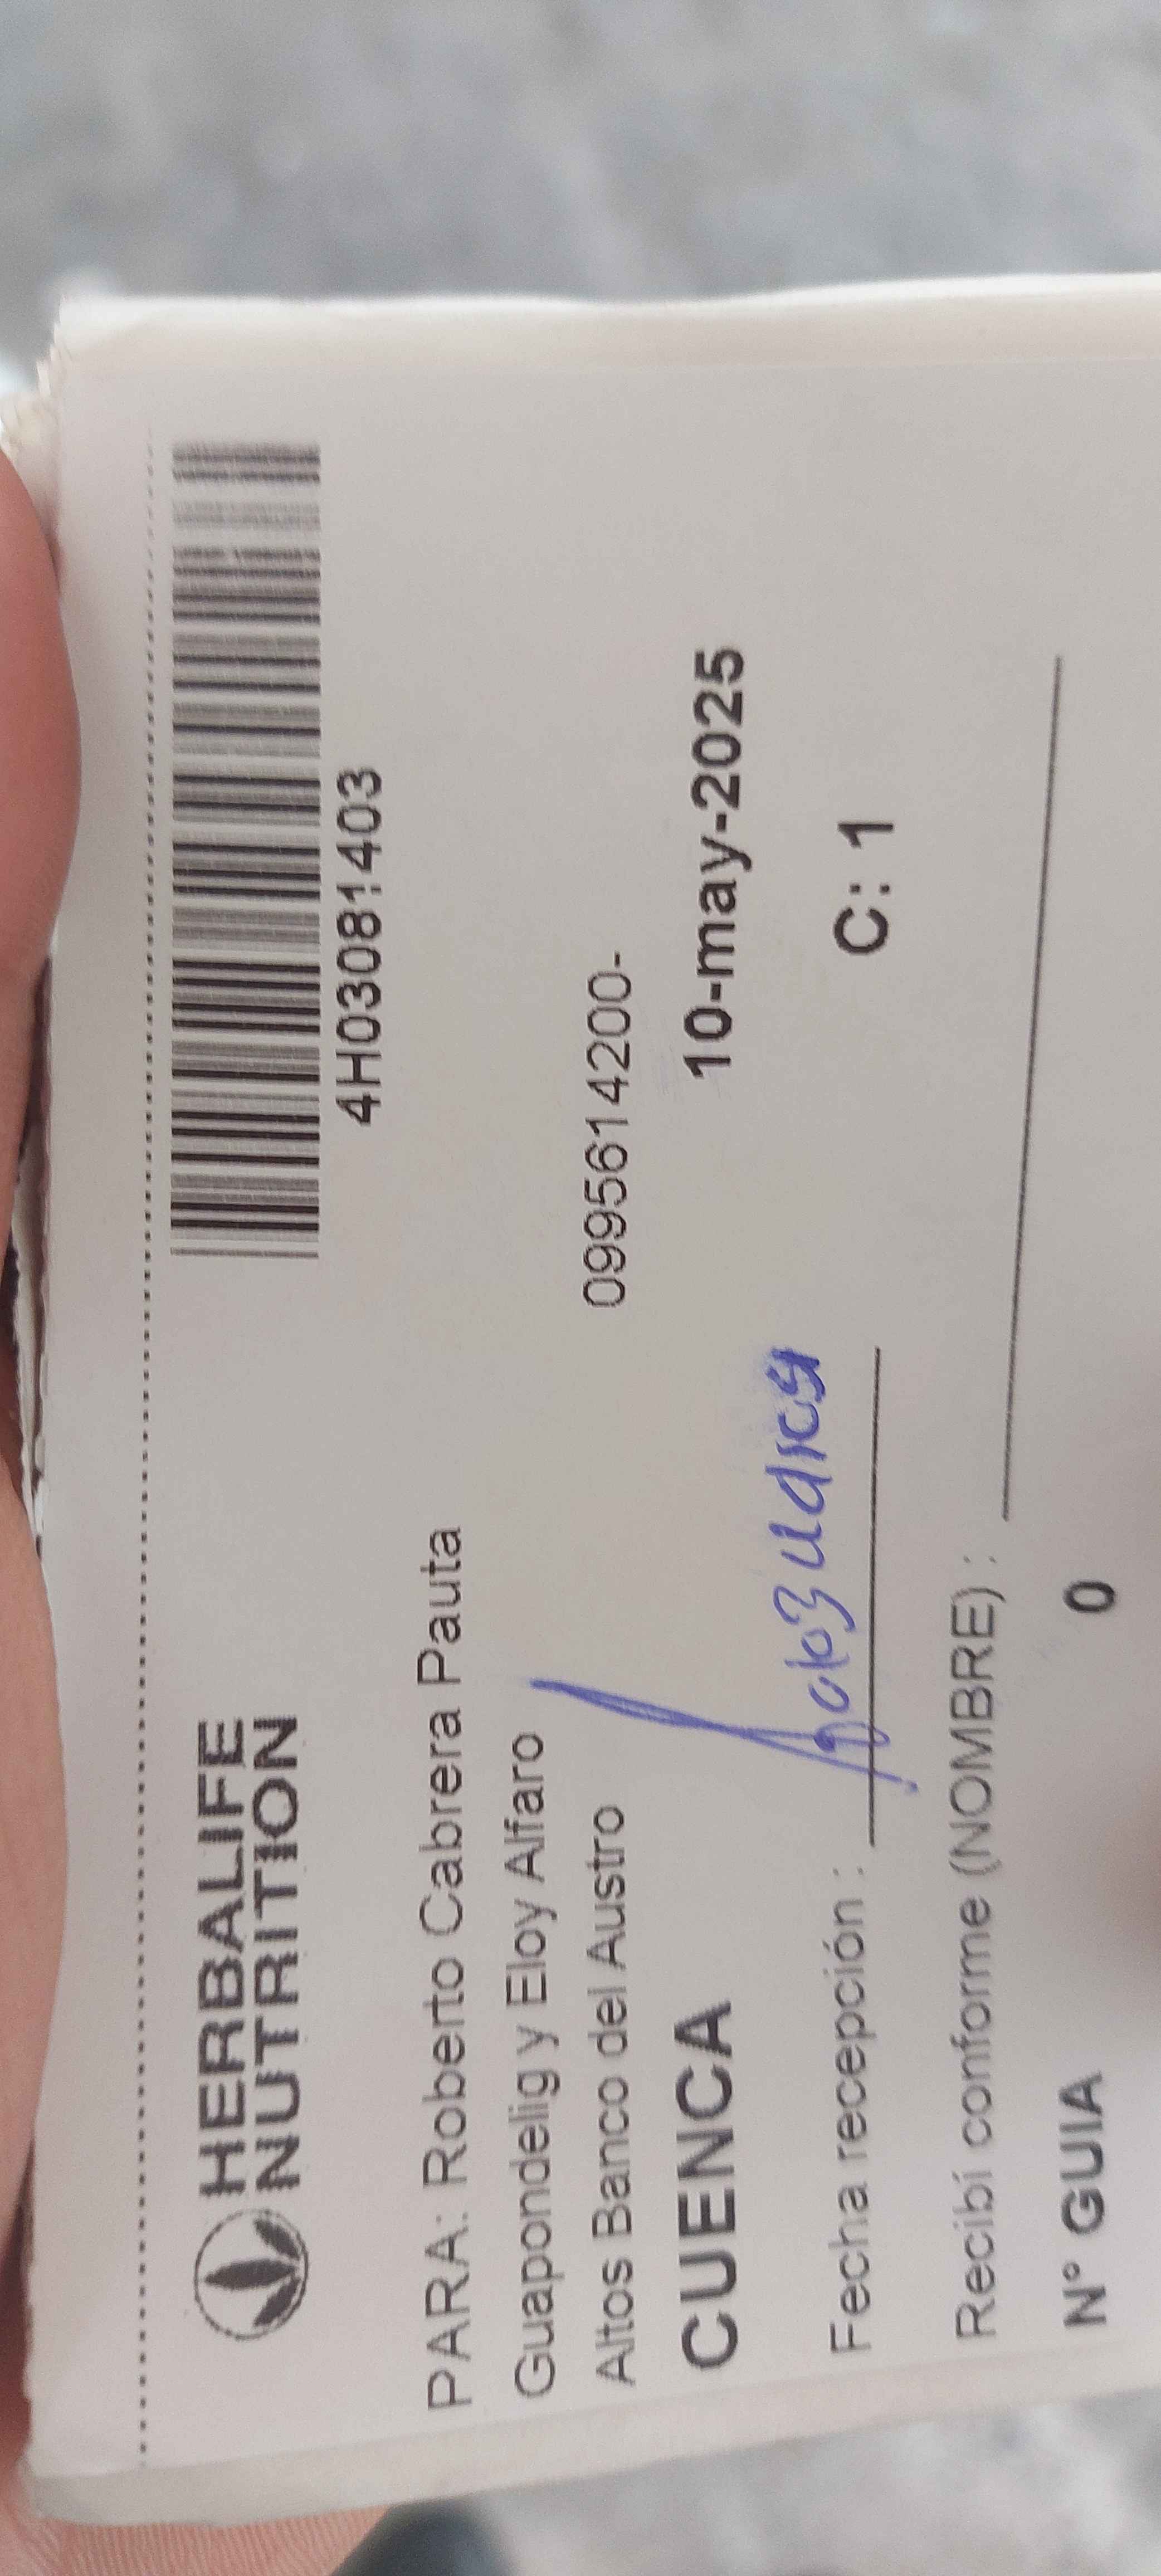 HERBALIFE
NUTRITION
4H03081403
PARA: Roberto Cabrera Pauta
Guapondelig y Eloy Alfaro
Altos Banco del Austro
0995614200-
CUENCA 10-may-2025
Fecha recepción : C: 1
Recibí conforme (NOMBRE) :
Nº GUIA 0